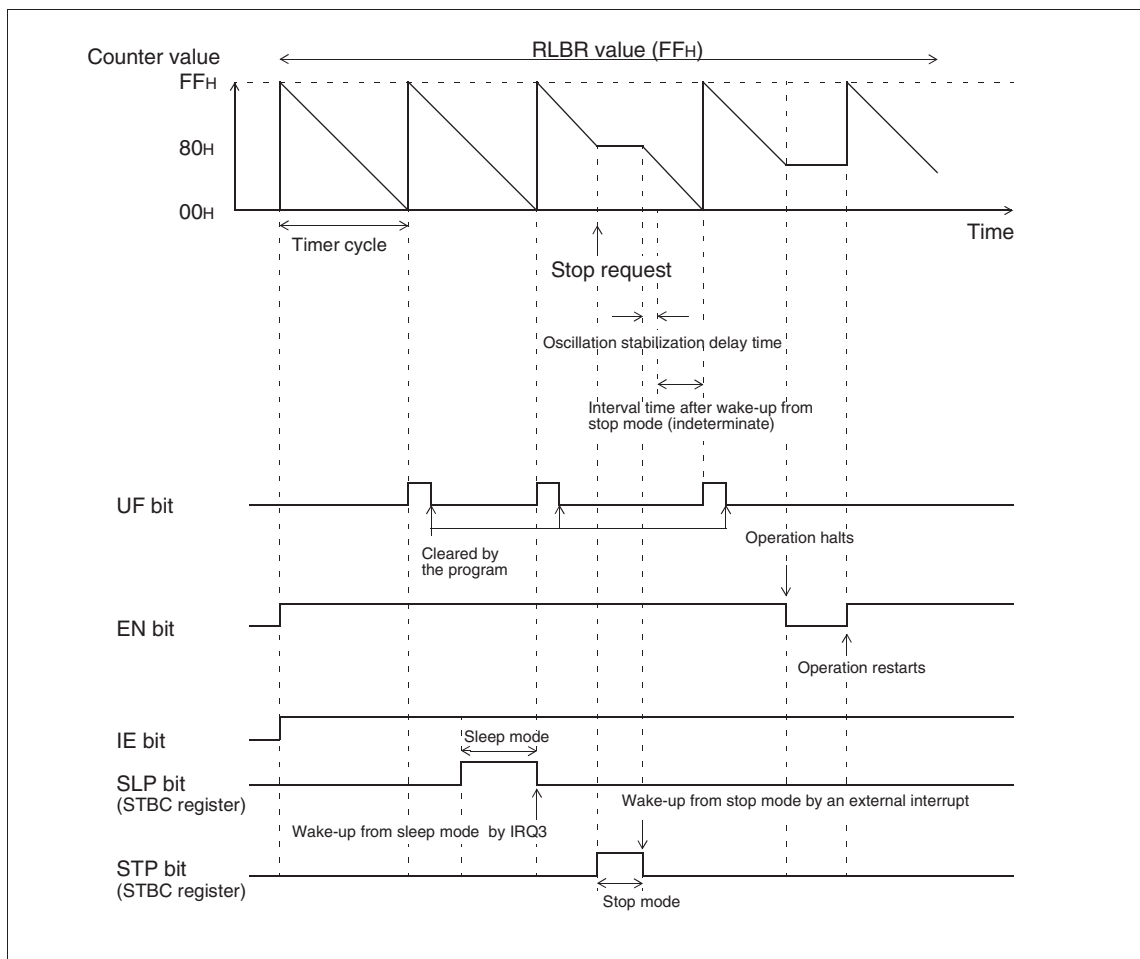 RLBR value (FFH)
Counter value
FFH
80H
00H
Time
Timer cycle
Stop request
Oscillation stabilization delay time
Interval time after wake-up from
stop mode (indeterminate)
UF bit
Operation halts
Cleared by
the program
EN bit
Operation restarts
IE bit
Sleep mode
SLP bit
(STBC register)
Wake-up from stop mode by an external interrupt
Wake-up from sleep mode by IRQ3
STP bit
(STBC register)
Stop mode